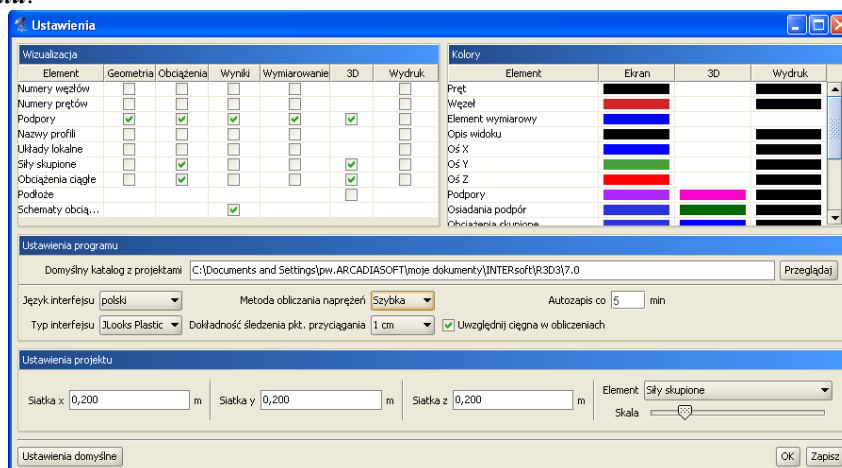 Ustawienia
Wizualizacja
Element Geometria Obciążenia Wyniki Wymiarowanie 3D Wydruk
Numery węzłów
Numery prętów
Podpory
Nazwy profili
Układy lokalne
Siły skupione
Obciążenia ciągłe
Podłoże
Schematy obcią...
Kolory
Element Ekran 3D Wydruk
Pręt
Węzeł
Element wymiarowy
Opis widoku
Oś X
Oś Y
Oś Z
Podpory
Osiadania podpór
Obciążenia skupione
Ustawienia programu
Domyślny katalog z projektami C:\Documents and Settings\pw.ARCADIASOFT\moje dokumenty\INTERsoft\R3D3\7.0 Przeglądaj
Język interfejsu polski Metoda obliczania naprężeń Szybka Autozapis co 5 min
Typ interfejsu JLooks Plastic Dokładność śledzenia pkt. przyciągania 1 cm Uwzględnij cięgna w obliczeniach
Ustawienia projektu
Siatka x 0,200 m Siatka y 0,200 m Siatka z 0,200 m Element Siły skupione
Skala
Ustawienia domyślne OK Zapisz